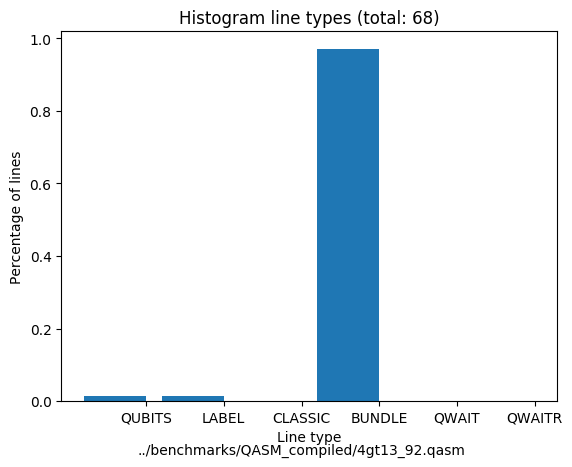 Histogram line types (total: 68)
Percentage of lines
1.0
0.8
0.6
0.4
0.2
0.0
QUBITS LABEL CLASSIC BUNDLE QWAIT QWAITR
Line type
../benchmarks/QASM_compiled/4gt13_92.qasm